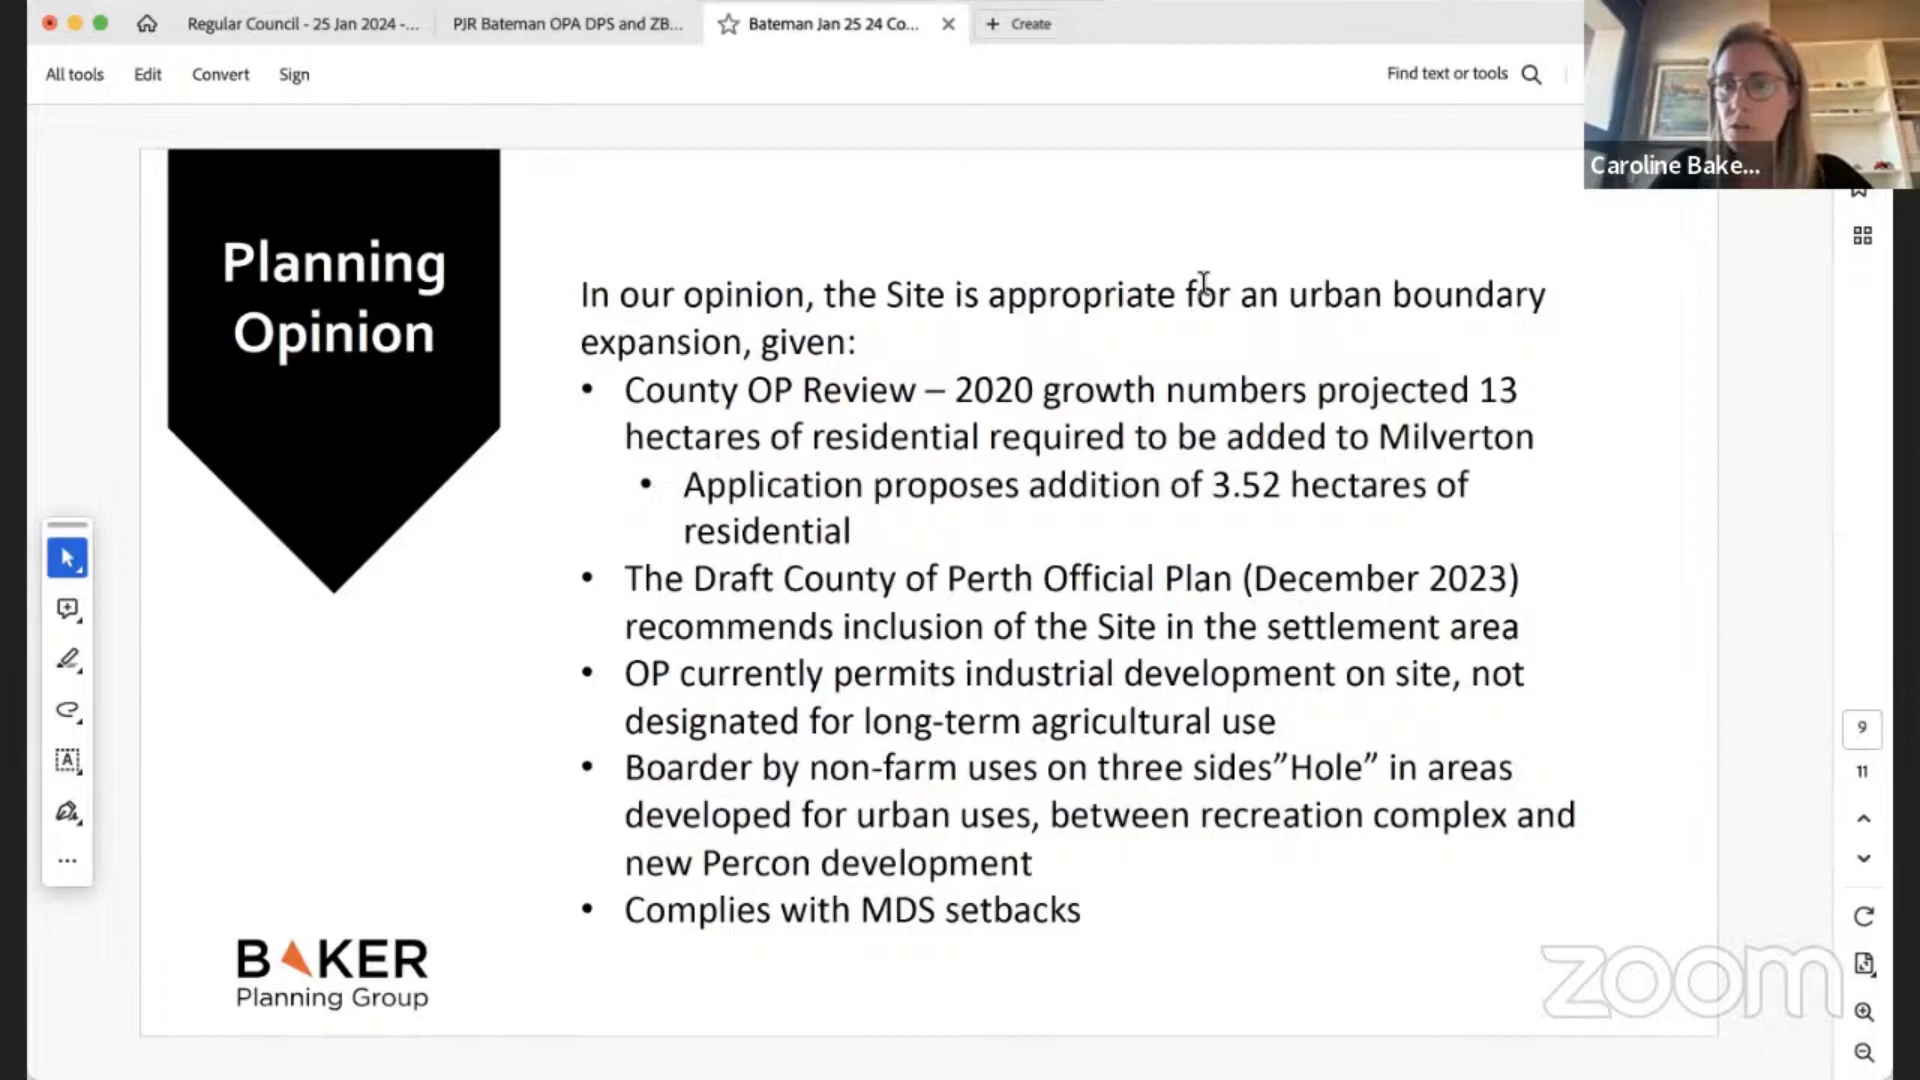 Regular Council - 25 Jan 2024 -...
PJR Bateman OPA DPS and ZB...
Bateman Jan 25 24 Co...
Create
All tools
Edit
Convert
Sign
Find text or tools
Caroline Bake...
Planning
Opinion
In our opinion, the Site is appropriate for an urban boundary
expansion, given:
• County OP Review – 2020 growth numbers projected 13
hectares of residential required to be added to Milverton
• Application proposes addition of 3.52 hectares of
residential
• The Draft County of Perth Official Plan (December 2023)
recommends inclusion of the Site in the settlement area
• OP currently permits industrial development on site, not
designated for long-term agricultural use
• Boarder by non-farm uses on three sides”Hole” in areas
developed for urban uses, between recreation complex and
new Percon development
• Complies with MDS setbacks
BAKER
Planning Group
9
11
zoom